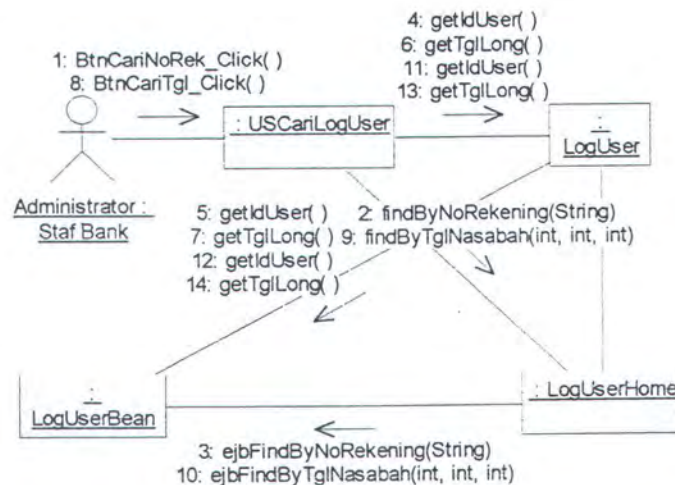 4: getIdUser( )
6: getTglLong( )
11: getIdUser( )
13: getTglLong( )
1: BtnCariNoRek_Click( )
8: BtnCariTgl_Click( )
: USCariLogUser
:
LogUser
Administrator :
Staf Bank
5: getIdUser( )
7: getTglLong( )
12: getIdUser( )
14: getTglLong( )
2: findByNoRekening(String)
9: findByTglNasabah(int, int, int)
:
LogUserBean
: LogUserHome
3: ejbFindByNoRekening(String)
10: ejbFindByTglNasabah(int, int, int)